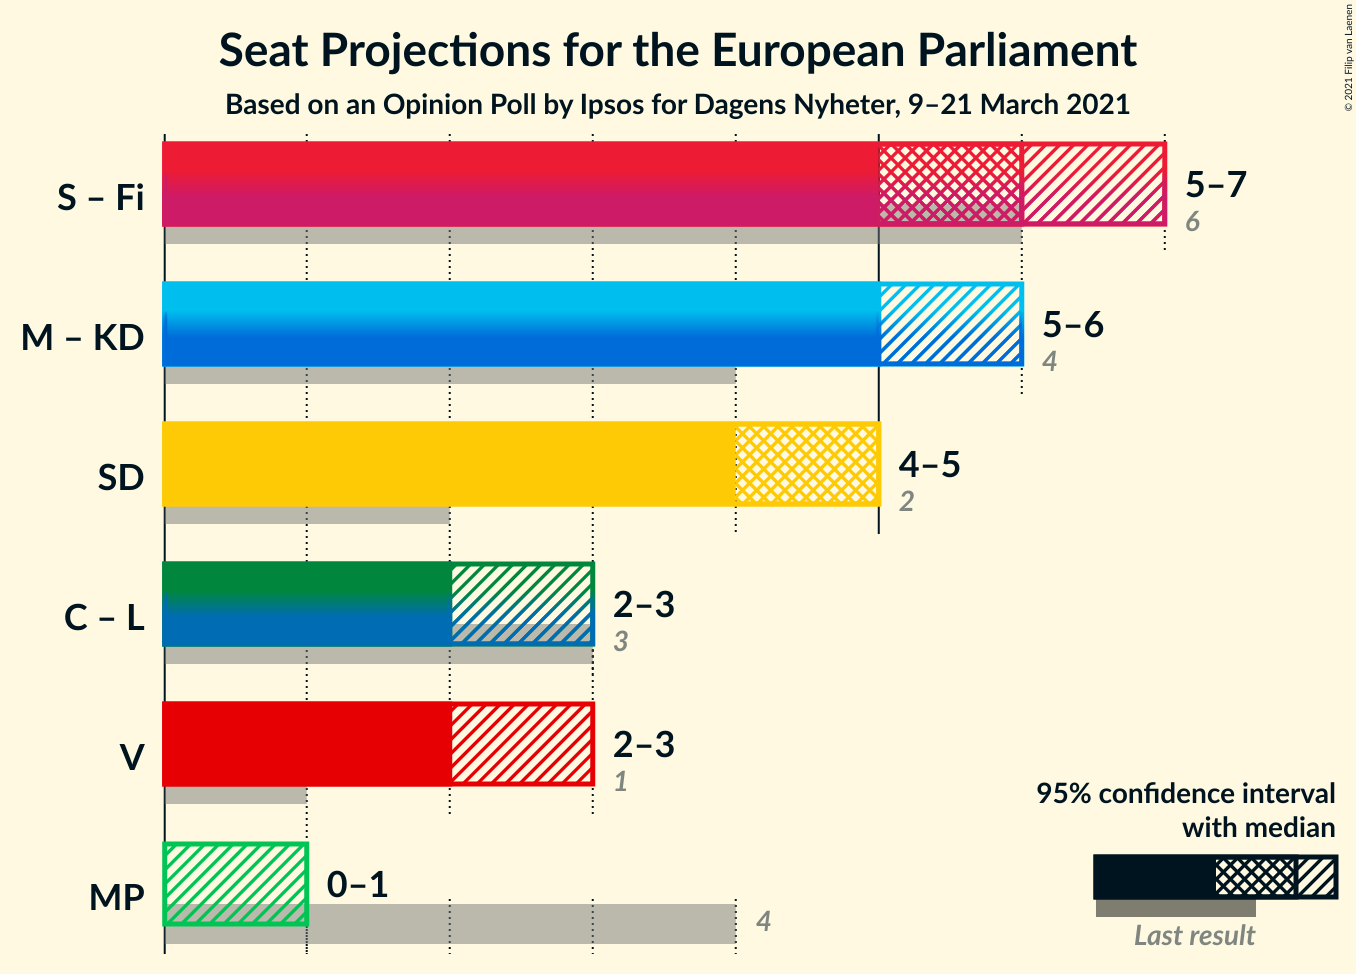 Seat Projections for the European Parliament
Based on an Opinion Poll by Ipsos for Dagens Nyheter, 9–21 March 2021
© 2021 Filip van Laenen
S – Fi
5–7
6
M – KD
5–6
4
SD
4–5
2
C – L
2–3
3
V
2–3
1
MP
0–1
4
95% confidence interval
with median
Last result